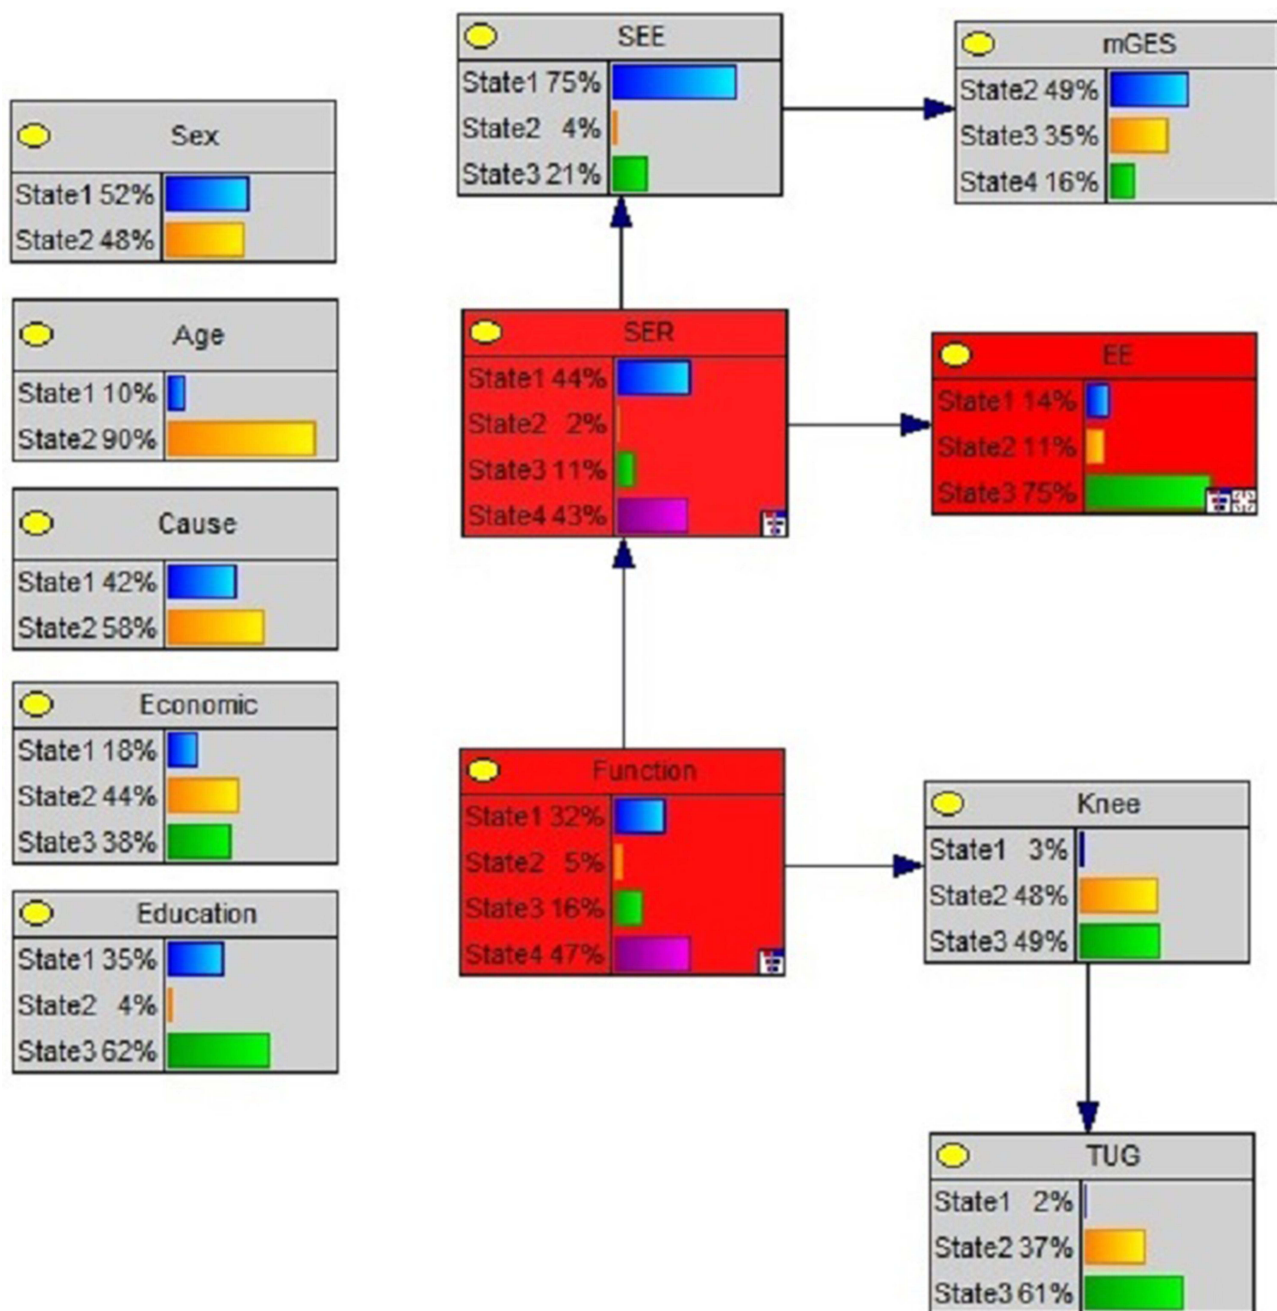 Sex
State1 52%
State2 48%
Age
State1 10%
State2 90%
Cause
State1 42%
State2 58%
Economic
State1 18%
State2 44%
State3 38%
Education
State1 35%
State2 4%
State3 62%
SEE
State1 75%
State2 4%
State3 21%
mGES
State2 49%
State3 35%
State4 16%
SER
State1 44%
State2 2%
State3 11%
State4 43%
EE
State1 14%
State2 11%
State3 75%
Function
State1 32%
State2 5%
State3 16%
State4 47%
Knee
State1 3%
State2 48%
State3 49%
TUG
State1 2%
State2 37%
State3 61%